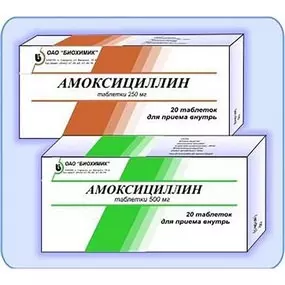 ОАО "БИОХИМИК"
АМОКСИЦИЛЛИН
таблетки 250 мг
20 таблеток
для приема внутрь
ОАО "БИОХИМИК"
АМОКСИЦИЛЛИН
таблетки 500 мг
20 таблеток
для приема внутрь